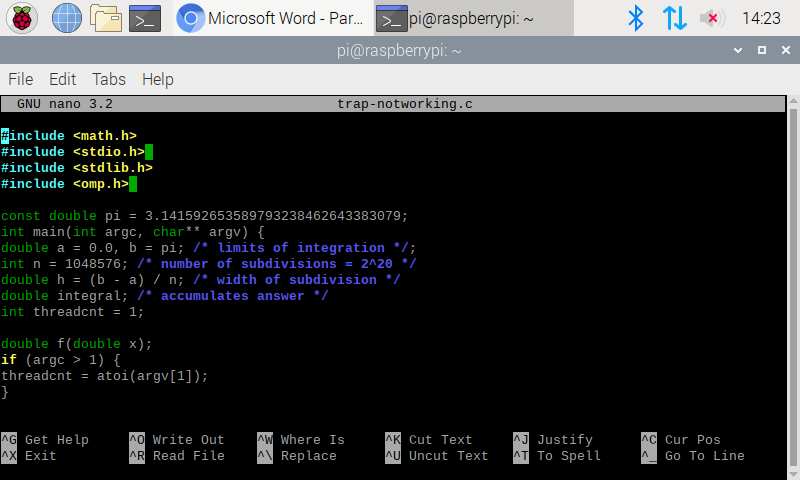 Microsoft Word - Par...
pi@raspberrypi: ~
14:23
pi@raspberrypi: ~
File Edit Tabs Help
GNU nano 3.2 trap-notworking.c
#include <math.h>
#include <stdio.h>
#include <stdlib.h>
#include <omp.h>
const double pi = 3.141592653589793238462643383079;
int main(int argc, char** argv) {
double a = 0.0, b = pi; /* limits of integration */;
int n = 1048576; /* number of subdivisions = 2^20 */
double h = (b - a) / n; /* width of subdivision */
double integral; /* accumulates answer */
int threadcnt = 1;
double f(double x);
if (argc > 1) {
threadcnt = atoi(argv[1]);
}
^G Get Help ^O Write Out ^W Where Is ^K Cut Text ^J Justify ^C Cur Pos
^X Exit ^R Read File ^\ Replace ^U Uncut Text ^T To Spell ^_ Go To Line